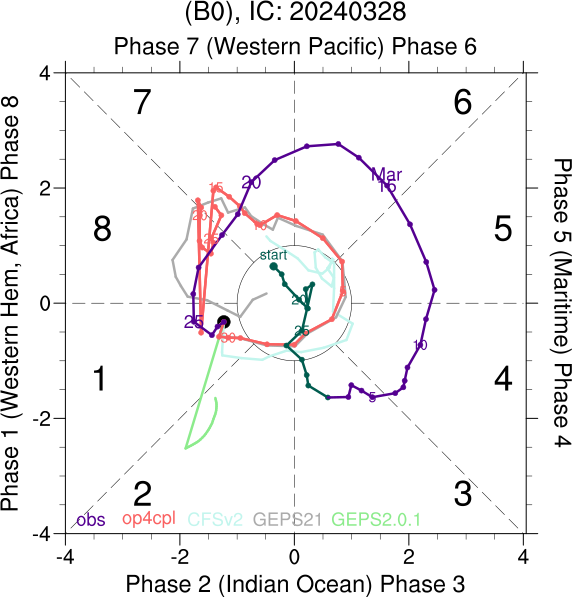 (B0), IC: 20240328
Phase 7 (Western Pacific) Phase 6
4
2
0
-2
-4
-4 -2 0 2 4
Phase 1 (Western Hem, Africa) Phase 8
Phase 5 (Maritime) Phase 4
7 6
8 5
1 4
2 3
Mar
15
20
15
10
20
25
start
20
25
25
30
10
5
obs op4cpl CFSv2 GEPS21 GEPS2.0.1
Phase 2 (Indian Ocean) Phase 3